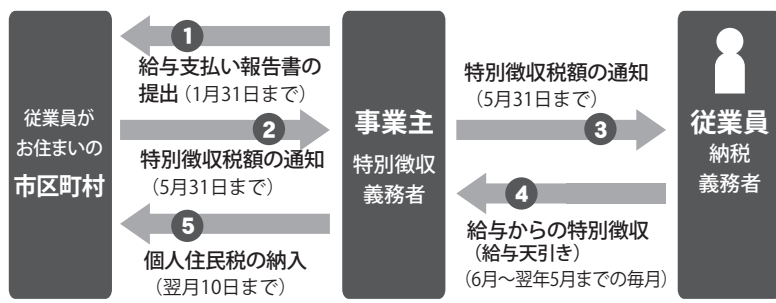 従業員が
お住まいの
市区町村
1
給与支払い報告書の
提出（1月31日まで）
2
特別徴収税額の通知
（5月31日まで）
5
個人住民税の納入
（翌月10日まで）
事業主
特別徴収
義務者
特別徴収税額の通知
（5月31日まで）
3
4
給与からの特別徴収
（給与天引き）
（6月～翌年5月までの毎月）
従業員
納税
義務者